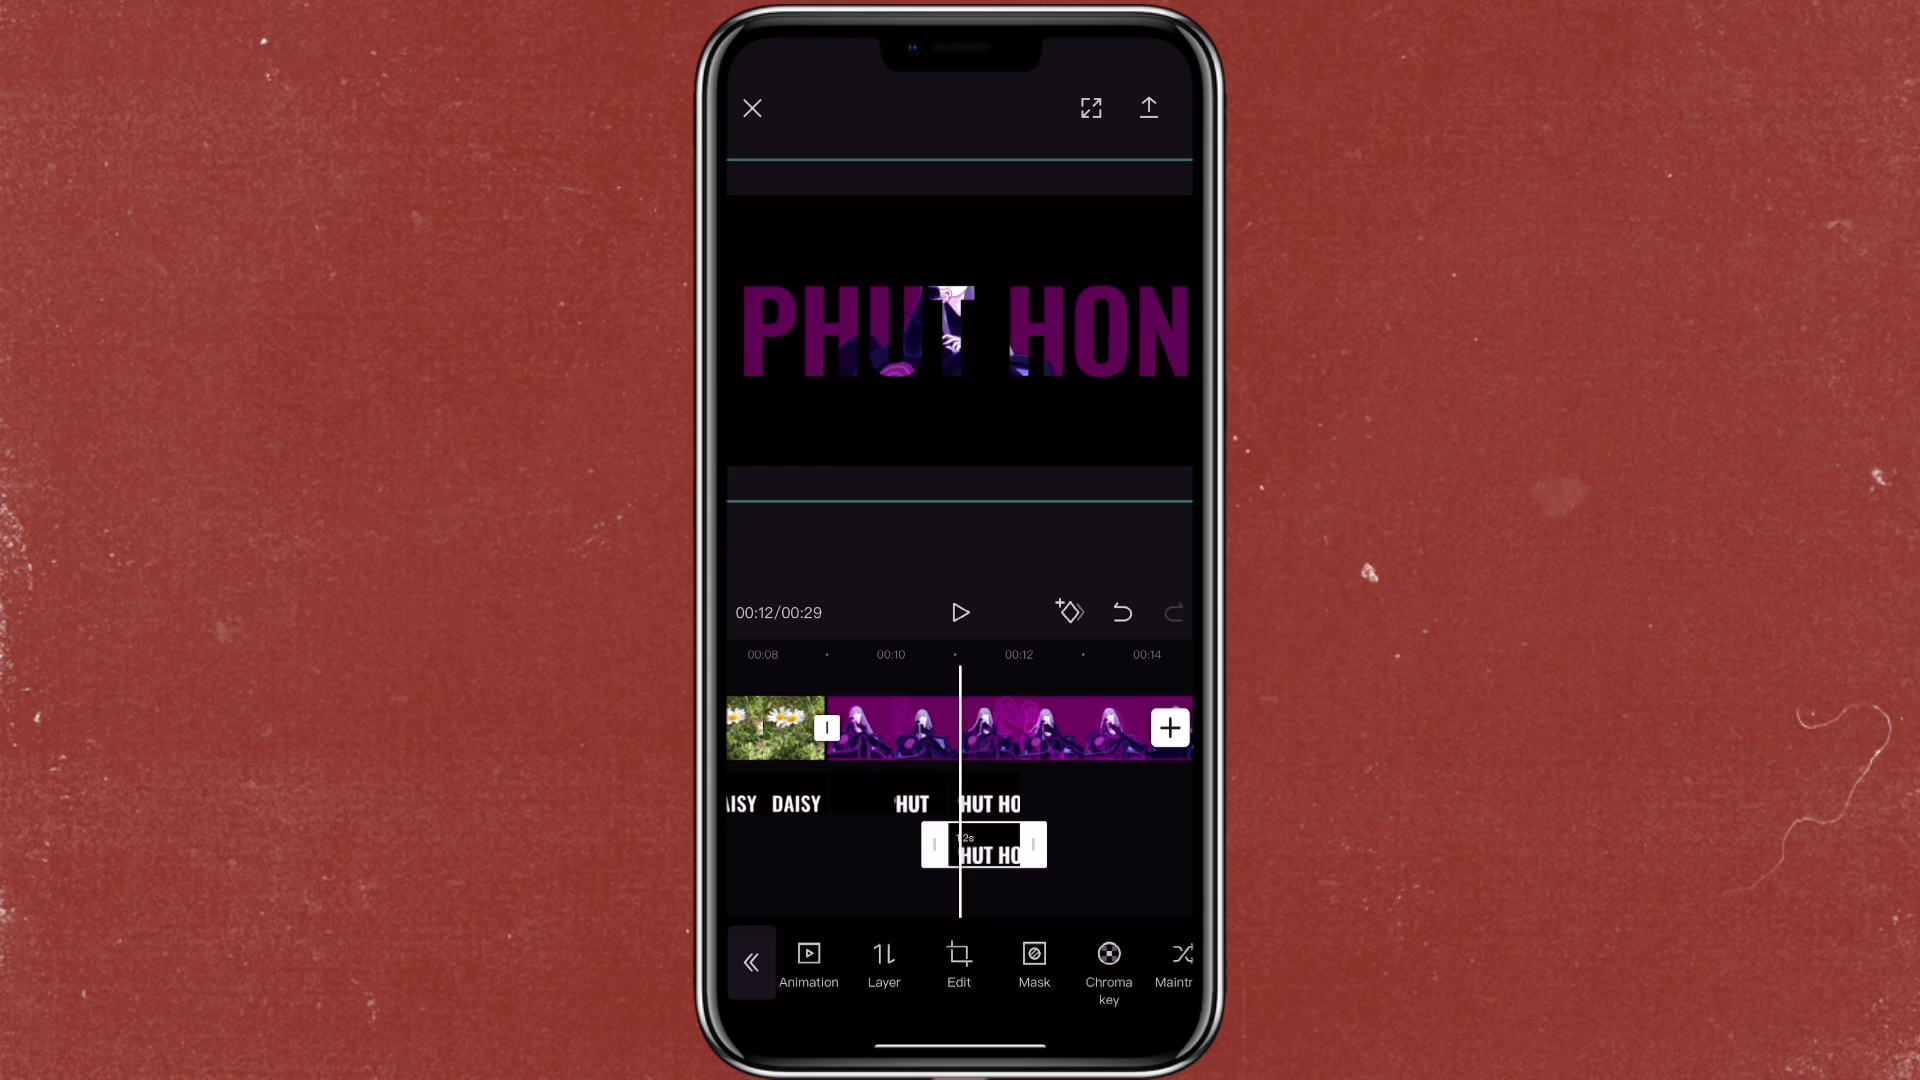 PHUT HON
00:12/00:29
00:08 00:10 00:12 00:14
AISY DAISY HUT HUT HO
HUT HO
Animation Layer Edit Mask Chroma key Maintr